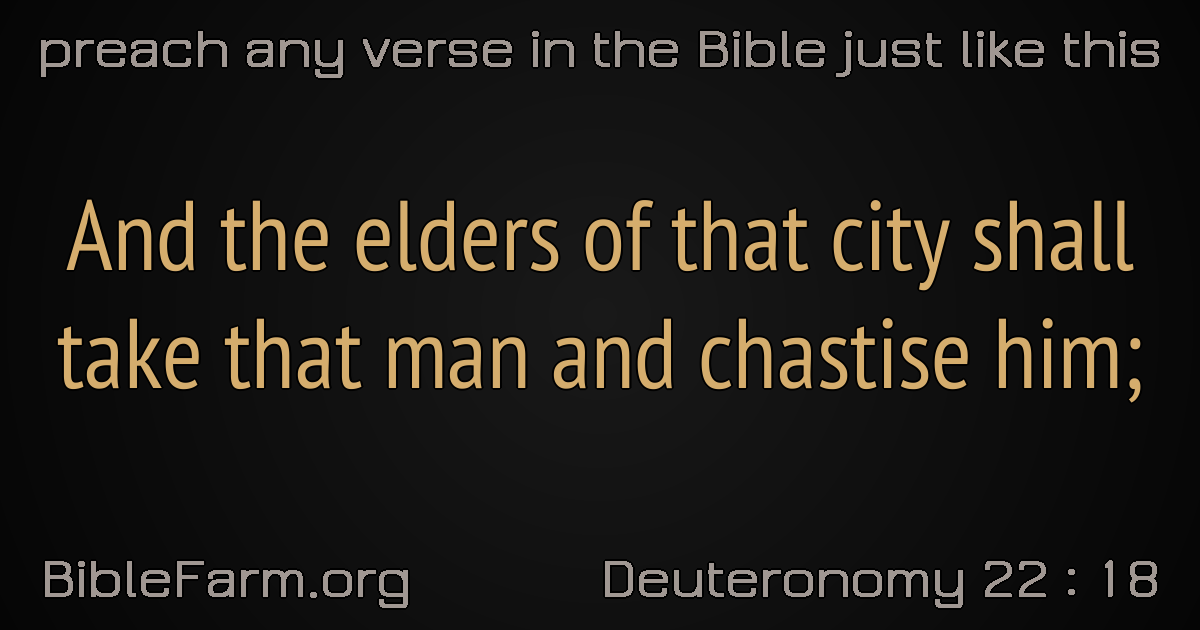 preach any verse in the Bible just like this
And the elders of that city shall
take that man and chastise him;
BibleFarm.org
Deuteronomy 22 : 18